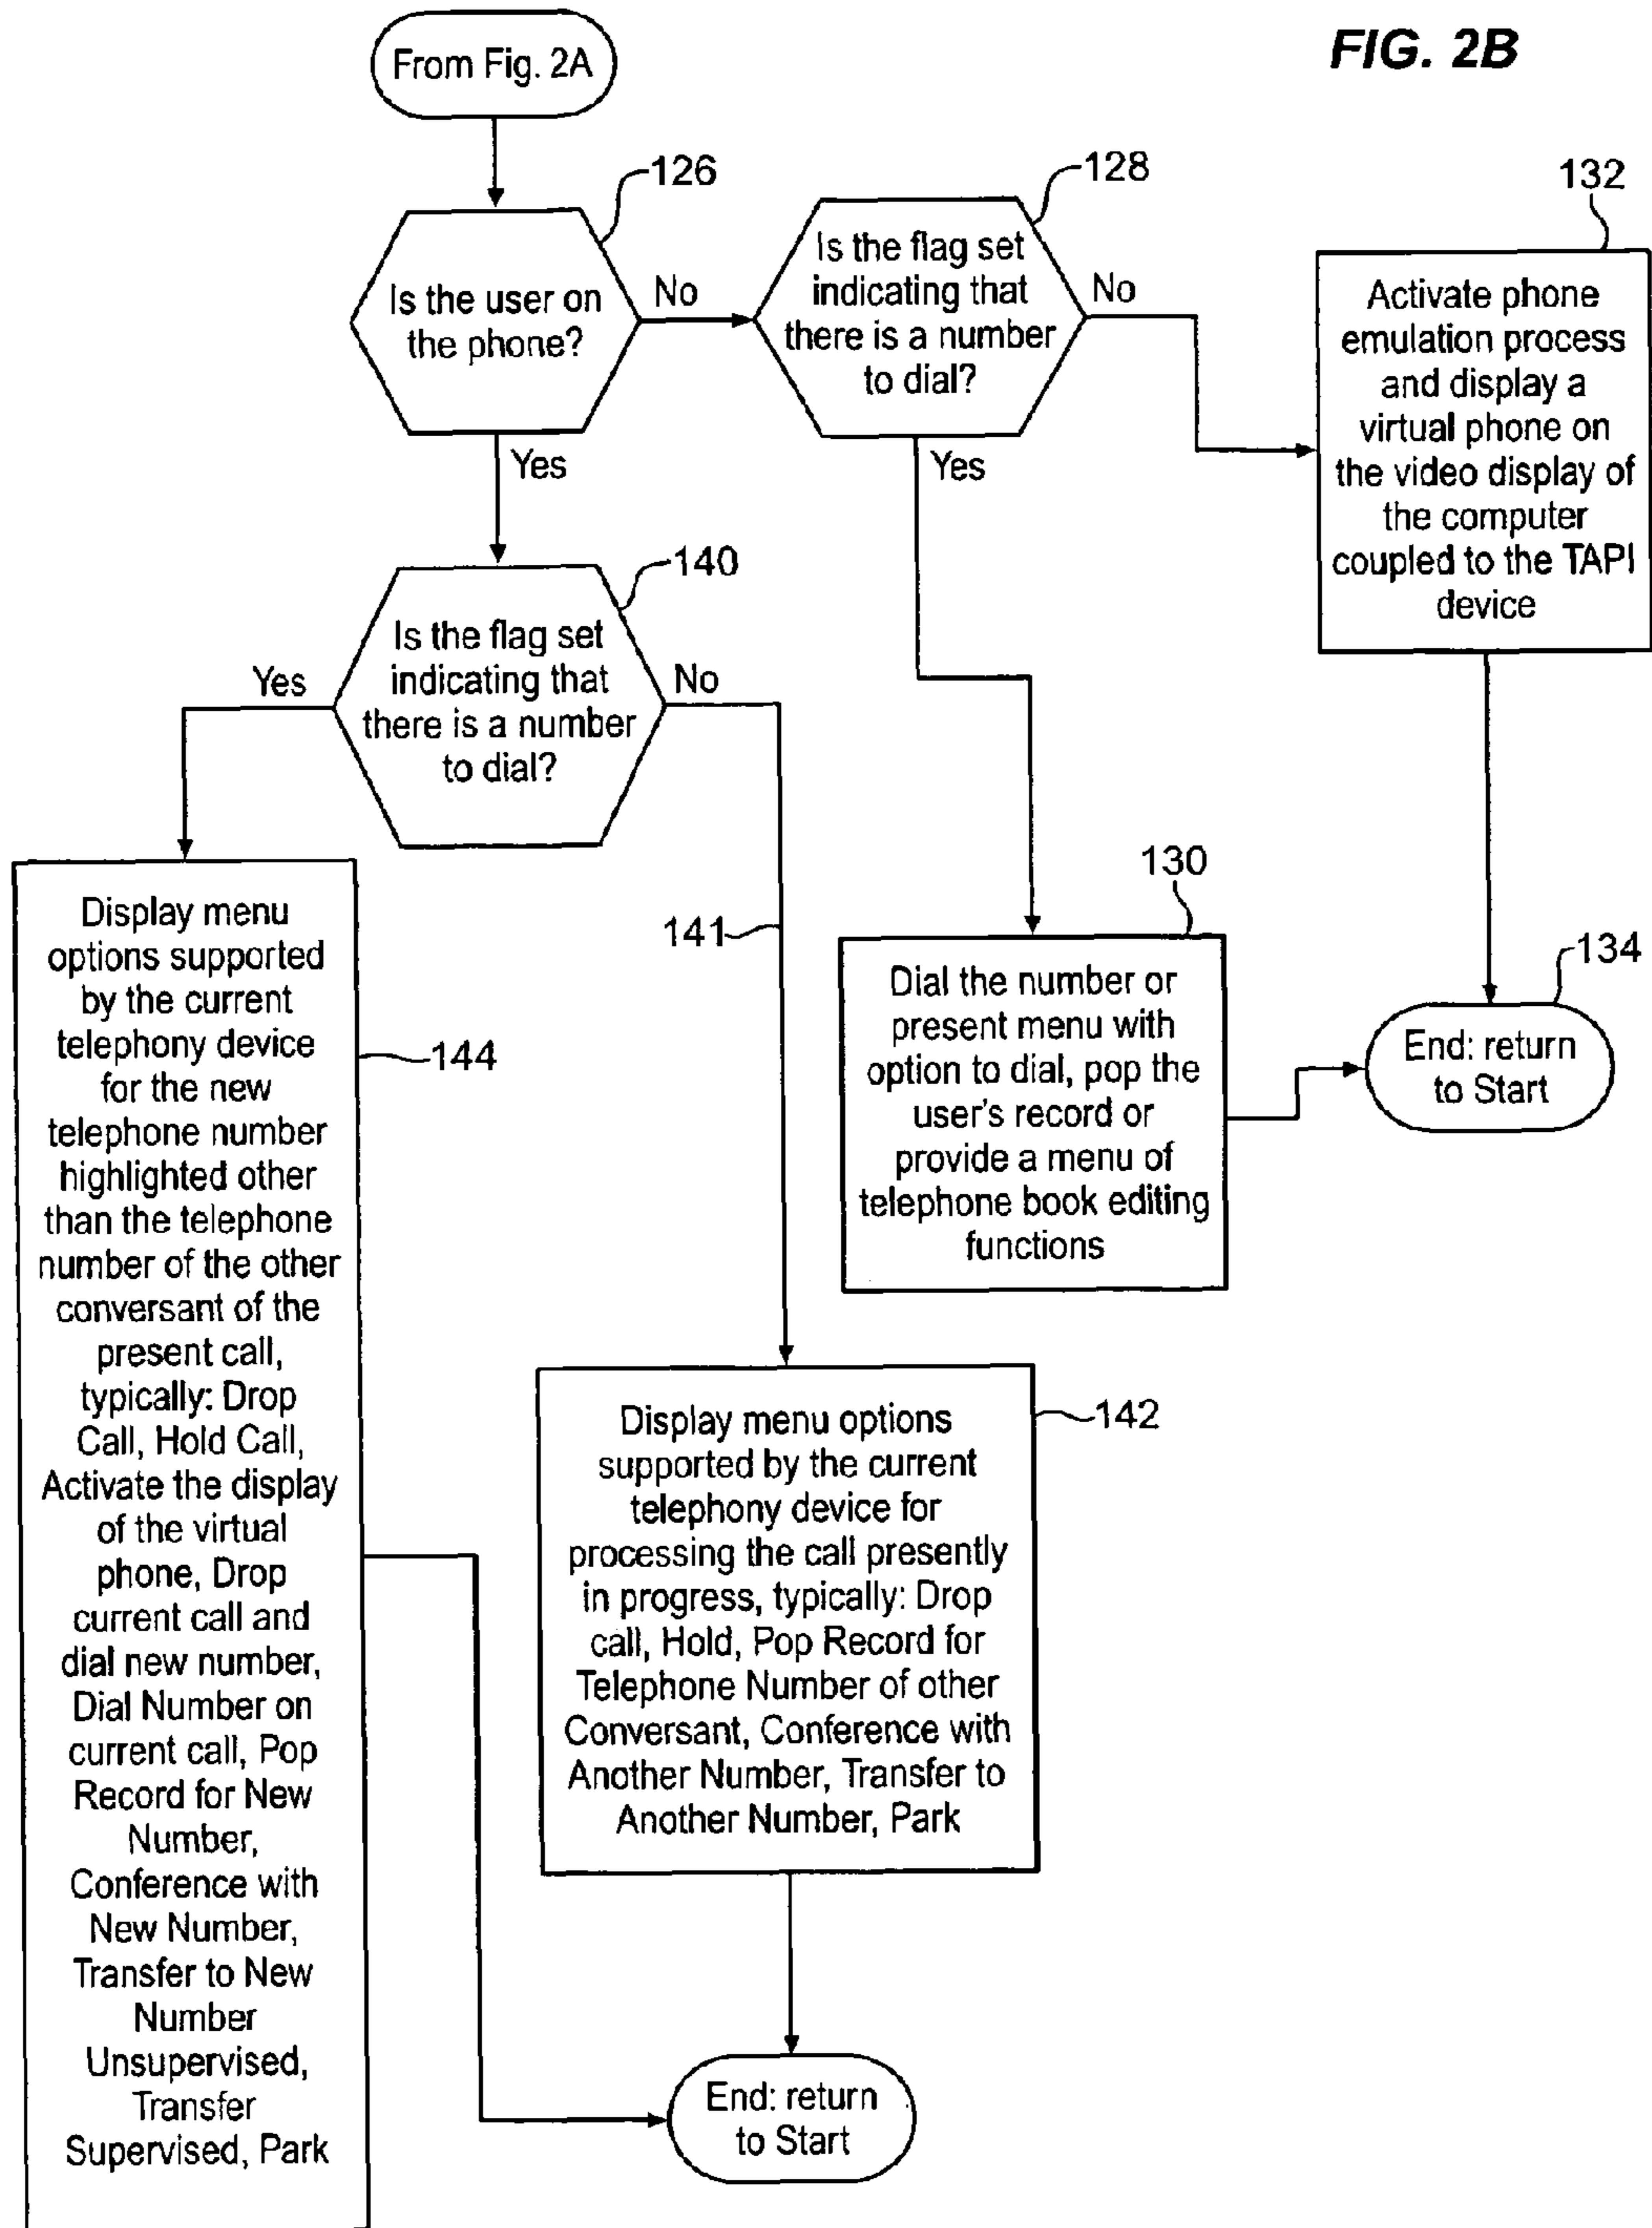 FIG. 2B
From Fig. 2A
126
Is the user on
the phone?
No
Yes
128
Is the flag set
indicating that
there is a number
to dial?
No
Yes
132
Activate phone
emulation process
and display a
virtual phone on
the video display of
the computer
coupled to the TAPI
device
140
Is the flag set
indicating that
there is a number
to dial?
Yes
No
141
130
Dial the number or
present menu with
option to dial, pop the
user's record or
provide a menu of
telephone book editing
functions
134
End: return
to Start
144
Display menu
options supported
by the current
telephony device
for the new
telephone number
highlighted other
than the telephone
number of the other
conversant of the
present call,
typically: Drop
Call, Hold Call,
Activate the display
of the virtual
phone, Drop
current call and
dial new number,
Dial Number on
current call, Pop
Record for New
Number,
Conference with
New Number,
Transfer to New
Number
Unsupervised,
Transfer
Supervised, Park
142
Display menu options
supported by the current
telephony device for
processing the call presently
in progress, typically: Drop
call, Hold, Pop Record for
Telephone Number of other
Conversant, Conference with
Another Number, Transfer to
Another Number, Park
End: return
to Start